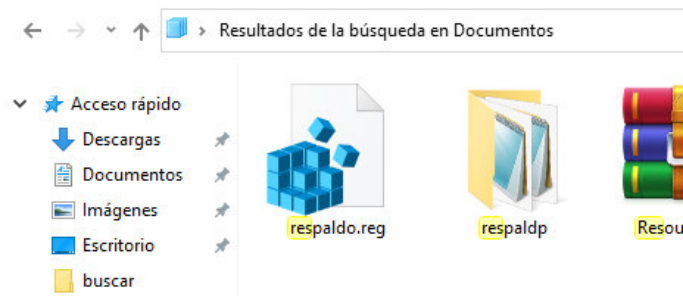 Resultados de la búsqueda en Documentos
Acceso rápido
Descargas
Documentos
Imágenes
Escritorio
buscar
respaldo.reg
respaldp
Resou